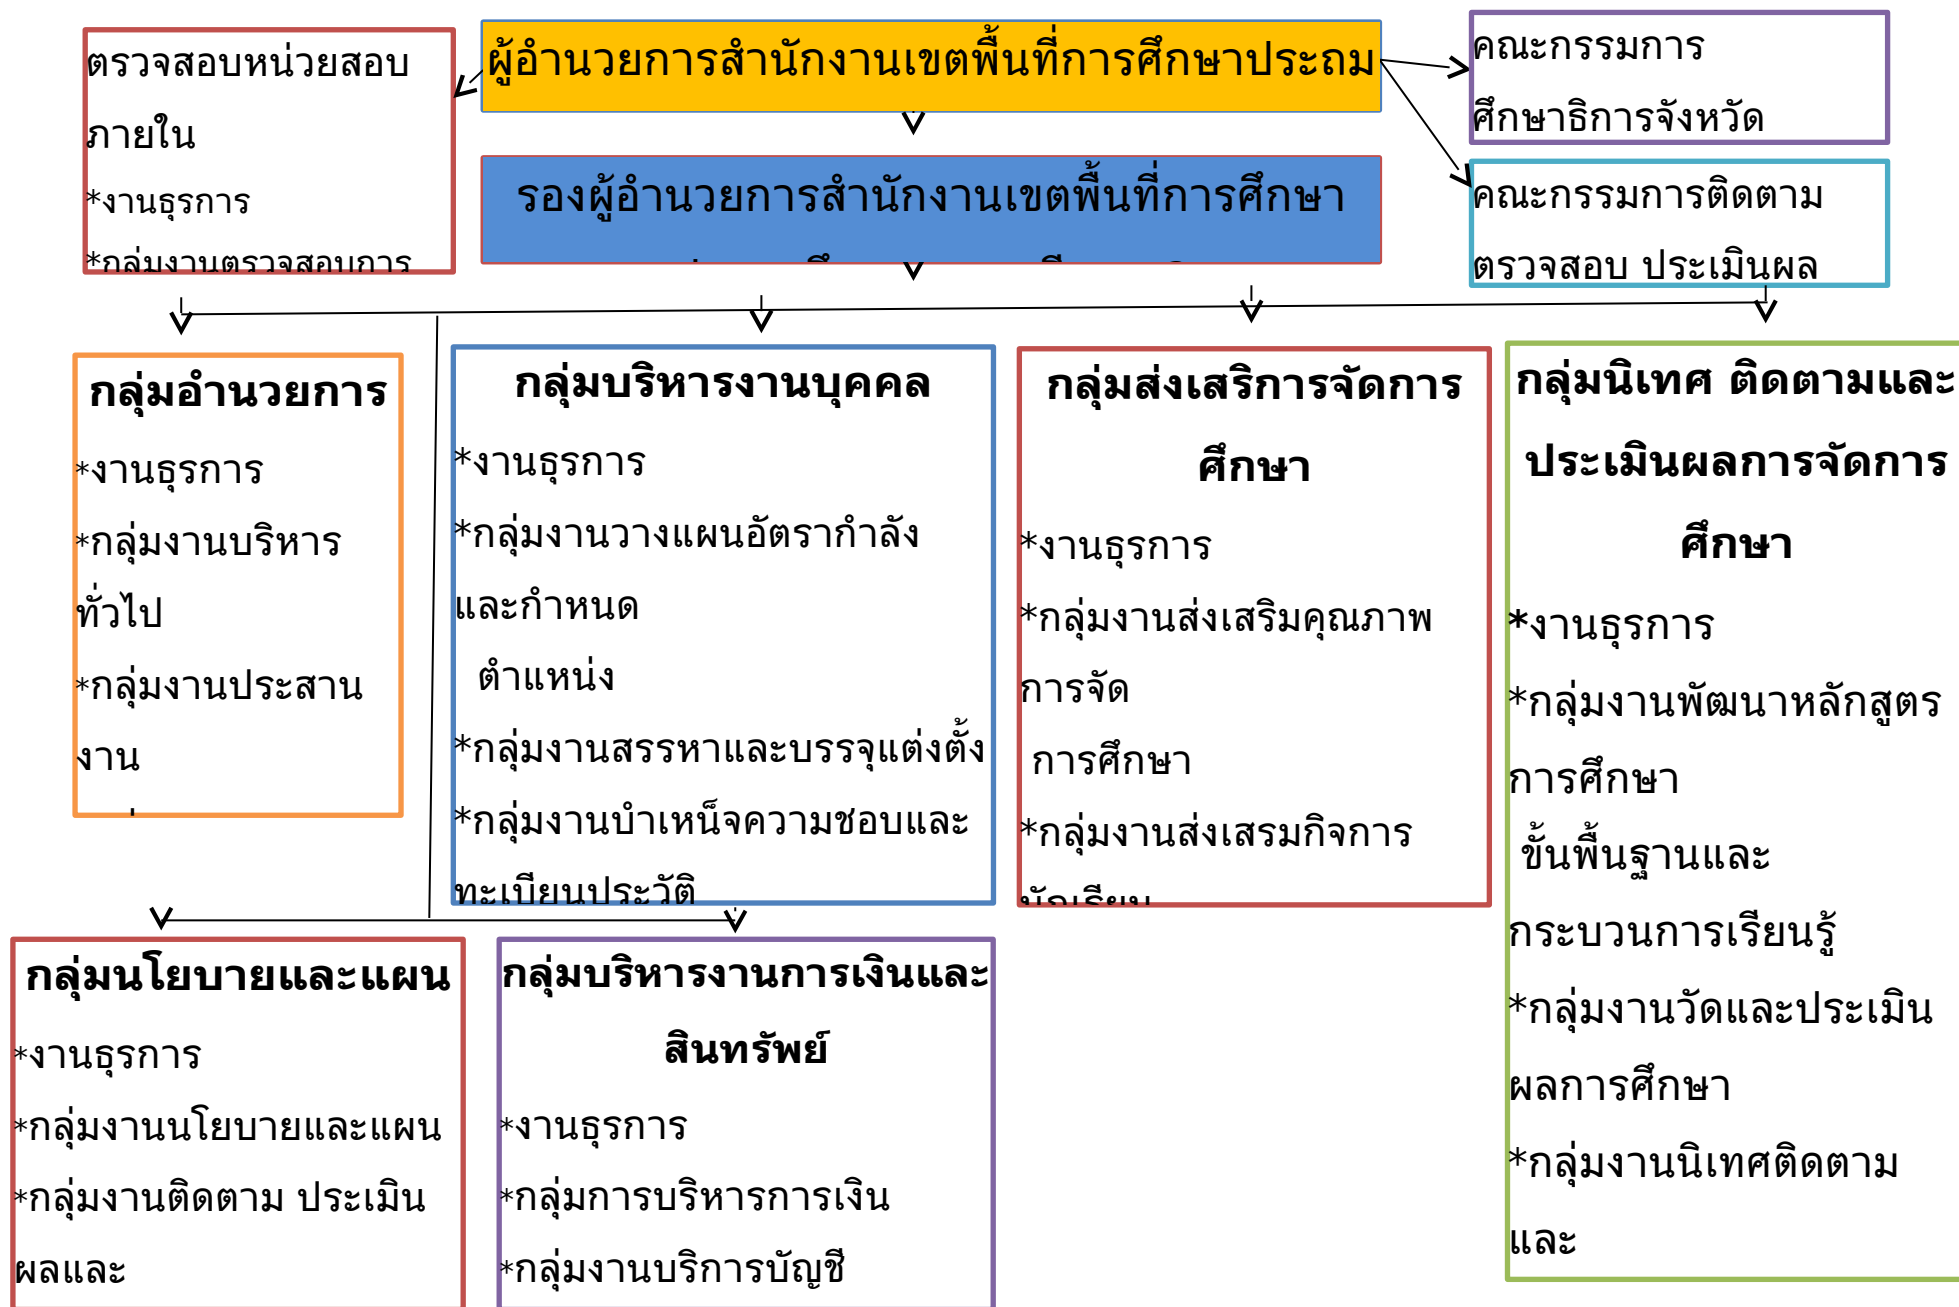 ตรวจสอบหน่วยสอบ
ภายใน
*งานธุรการ
*กลุ่มงานตรวจสอบการ
ผู้อำนวยการสำนักงานเขตพื้นที่การศึกษาประถม
คณะกรรมการ
ศึกษาธิการจังหวัด
รองผู้อำนวยการสำนักงานเขตพื้นที่การศึกษา
คณะกรรมการติดตาม
ตรวจสอบ ประเมินผล
กลุ่มอำนวยการ
*งานธุรการ
*กลุ่มงานบริหาร
ทั่วไป
*กลุ่มงานประสาน
งาน
กลุ่มบริหารงานบุคคล
*งานธุรการ
*กลุ่มงานวางแผนอัตรากำลัง
และกำหนด
ตำแหน่ง
*กลุ่มงานสรรหาและบรรจุแต่งตั้ง
*กลุ่มงานบำเหน็จความชอบและ
ทะเบียนประวัติ
กลุ่มส่งเสริการจัดการ
ศึกษา
*งานธุรการ
*กลุ่มงานส่งเสริมคุณภาพ
การจัด
การศึกษา
*กลุ่มงานส่งเสรมกิจการ
กลุ่มนิเทศ ติดตามและ
ประเมินผลการจัดการ
ศึกษา
*งานธุรการ
*กลุ่มงานพัฒนาหลักสูตร
การศึกษา
ขั้นพื้นฐานและ
กระบวนการเรียนรู้
*กลุ่มงานวัดและประเมิน
ผลการศึกษา
*กลุ่มงานนิเทศติดตาม
และ
กลุ่มนโยบายและแผน
*งานธุรการ
*กลุ่มงานนโยบายและแผน
*กลุ่มงานติดตาม ประเมิน
ผลและ
กลุ่มบริหารงานการเงินและ
สินทรัพย์
*งานธุรการ
*กลุ่มการบริหารการเงิน
*กลุ่มงานบริการบัญชี